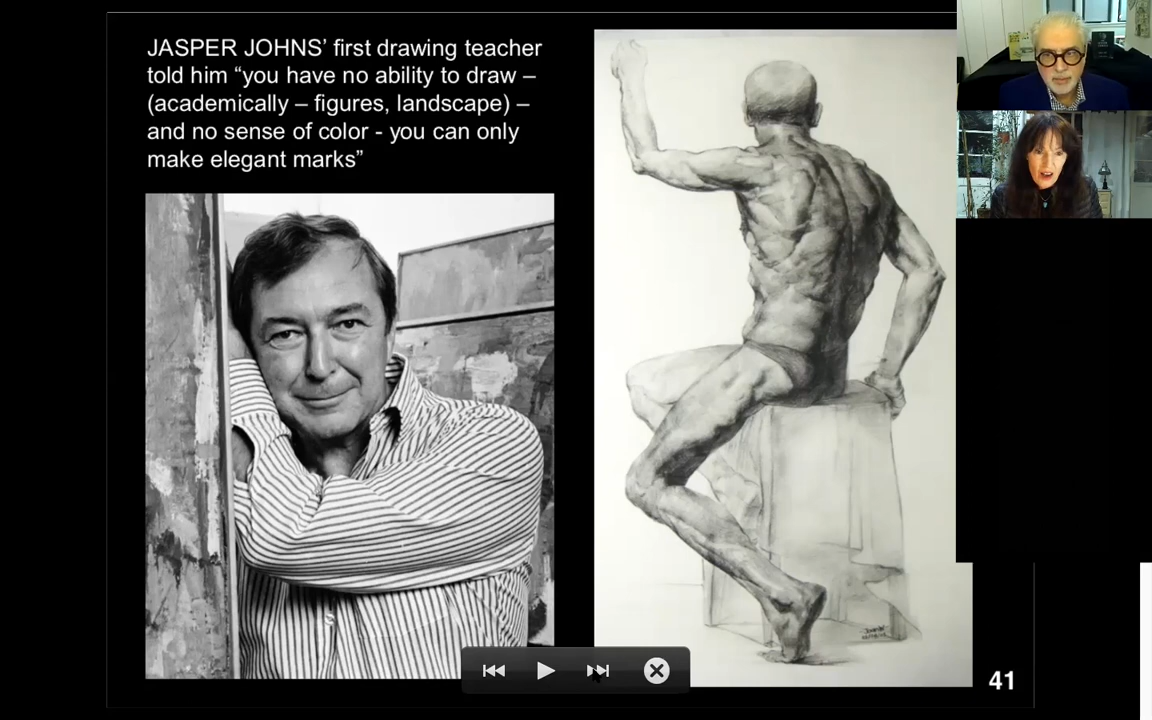 JASPER JOHNS’ first drawing teacher
told him “you have no ability to draw –
(academically – figures, landscape) –
and no sense of color - you can only
make elegant marks”
41